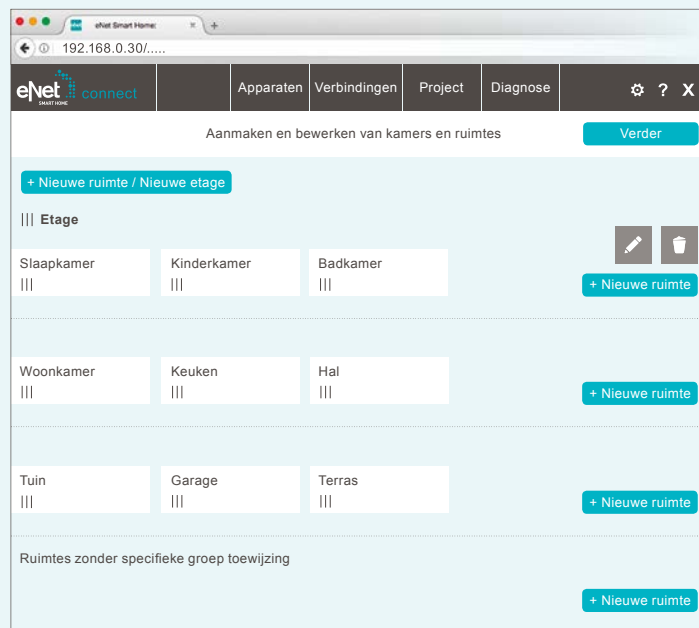 eNet Smart Home:
192.168.0.30/.....
eNet connect
SMART HOME
Apparaten Verbindingen Project Diagnose ? X
Aanmaken en bewerken van kamers en ruimtes Verder
+ Nieuwe ruimte / Nieuwe etage
||| Etage
Slaapkamer Kinderkamer Badkamer
||| ||| |||
+ Nieuwe ruimte
Woonkamer Keuken Hal
||| ||| |||
+ Nieuwe ruimte
Tuin Garage Terras
||| ||| |||
+ Nieuwe ruimte
Ruimtes zonder specifieke groep toewijzing
+ Nieuwe ruimte